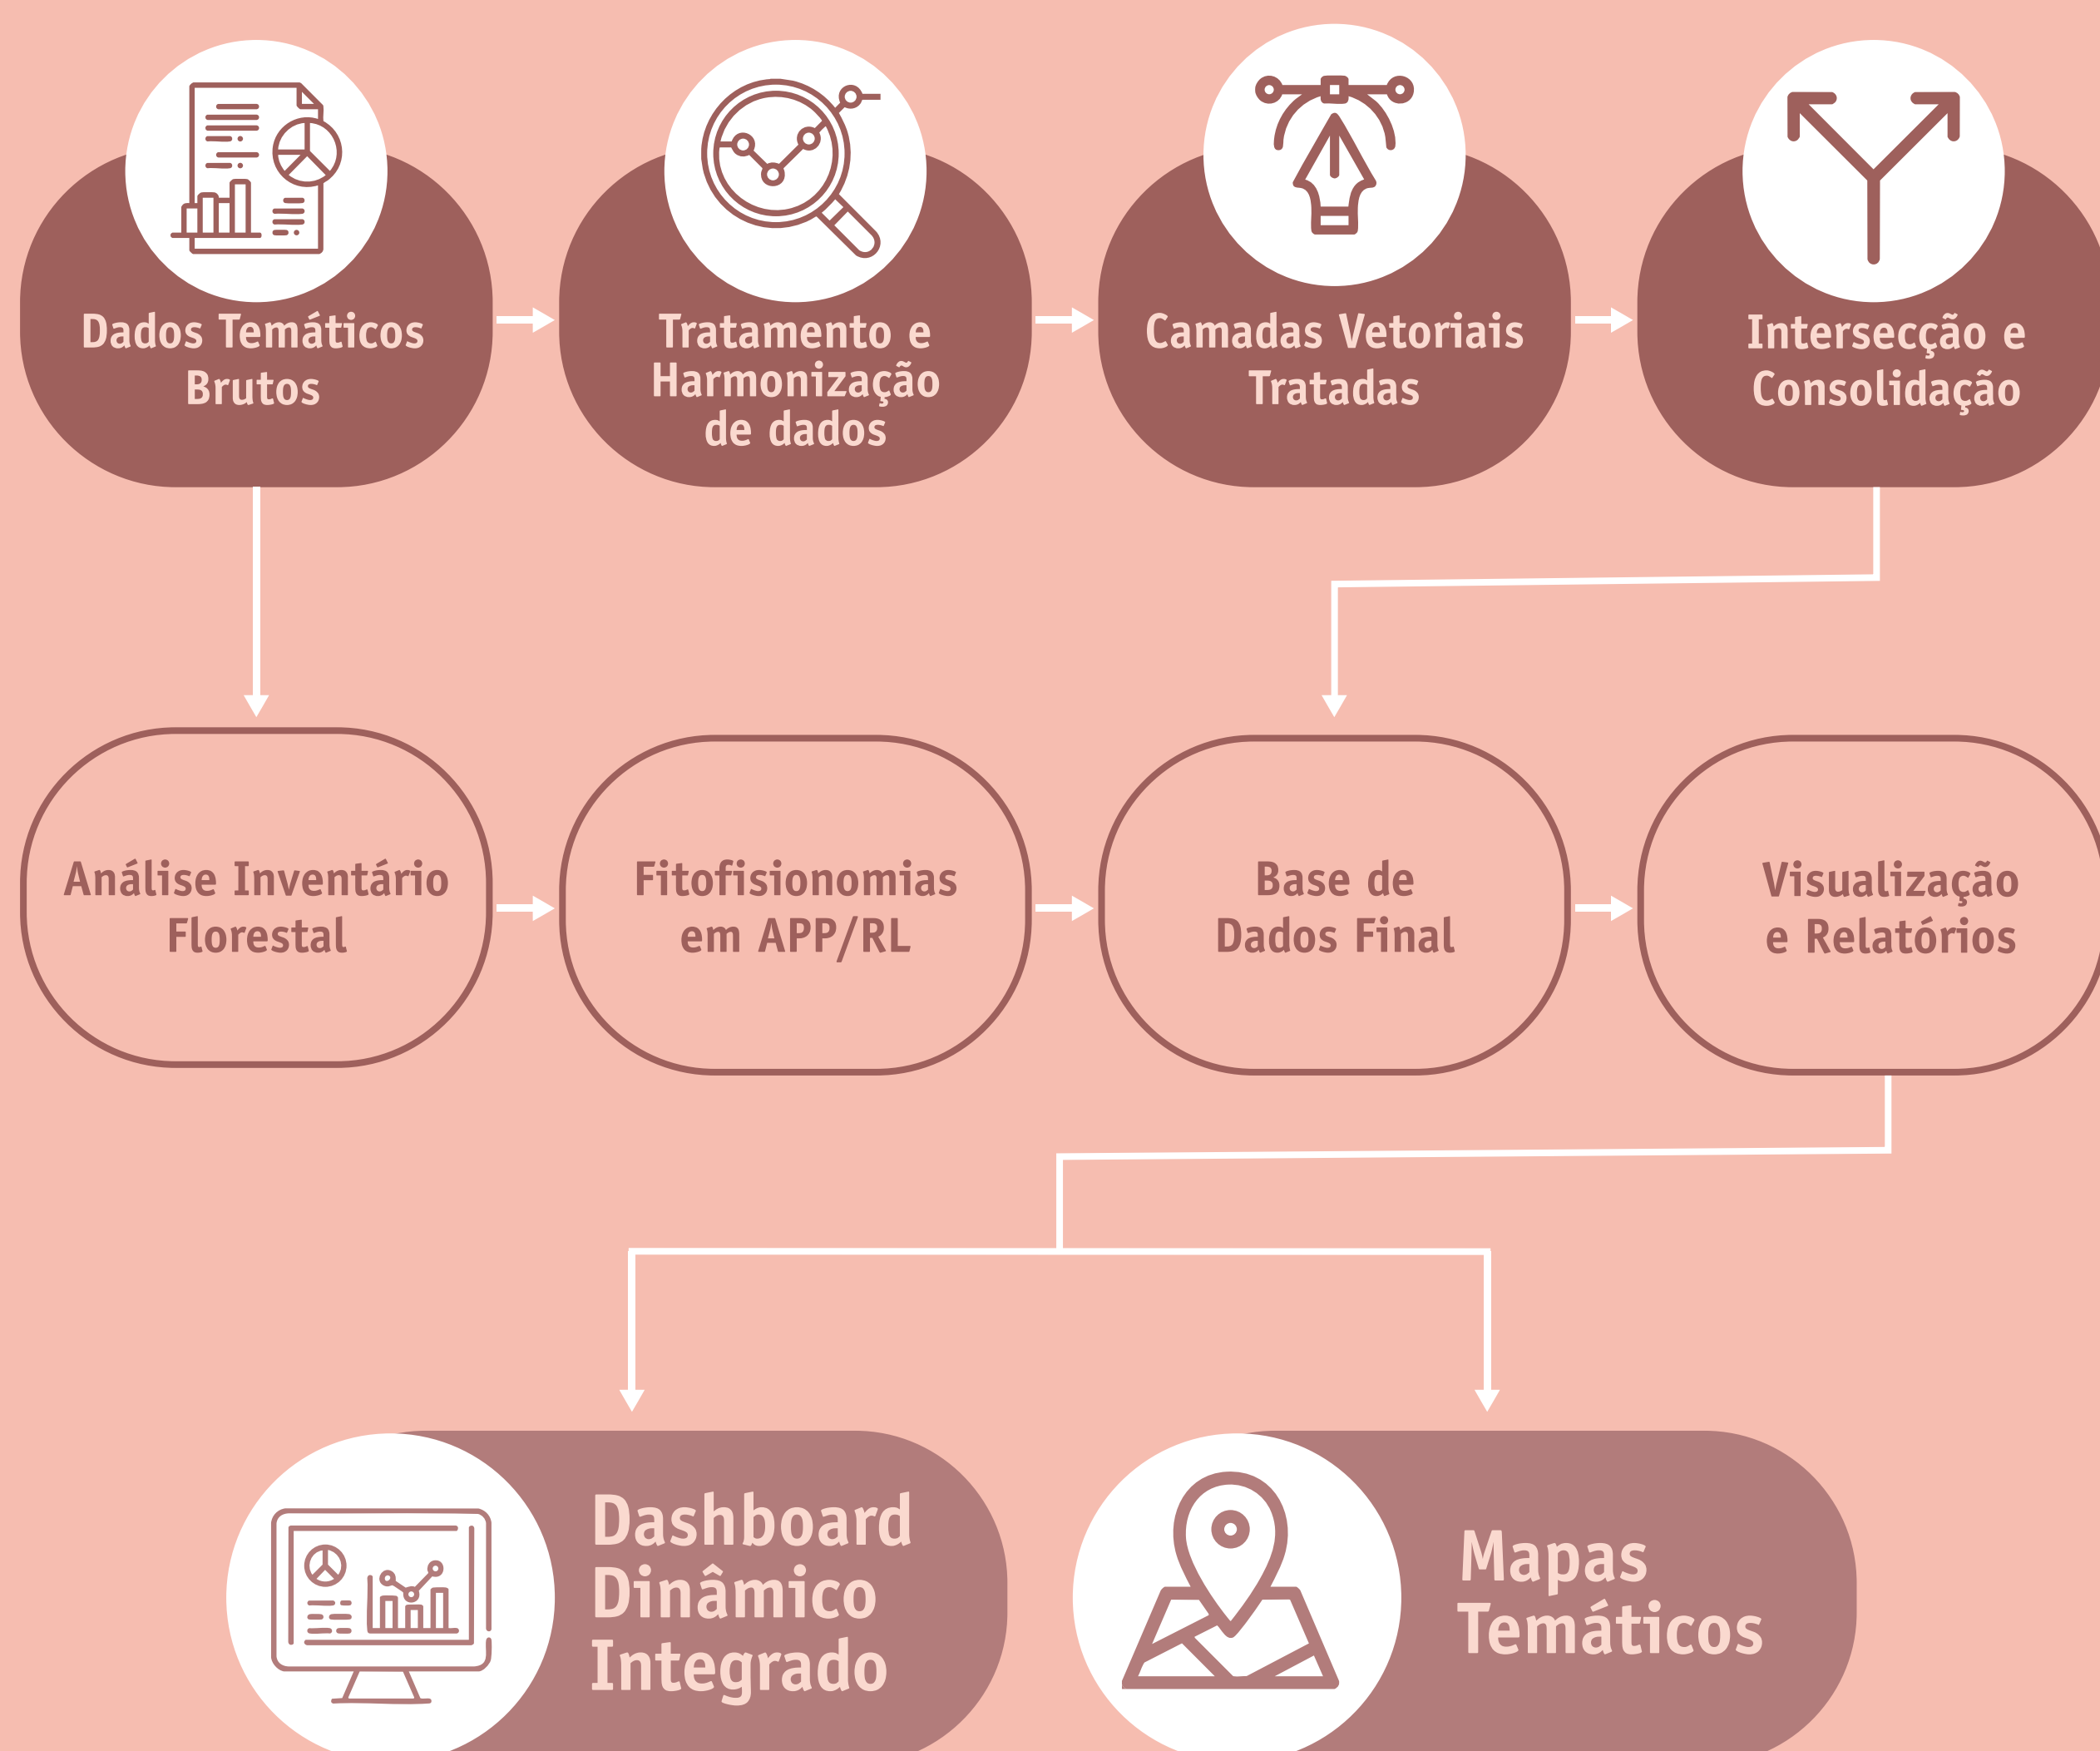 Dados Temáticos
Brutos
Tratamento e
Harmonização
de dados
Camadas Vetoriais
Tratadas
Intersecção e
Consolidação
Análise Inventário
Florestal
Fitofisionomias
em APP/RL
Base de
Dados Final
Visualização
e Relatórios
Dashboard
Dinâmico
Integrado
Mapas
Temáticos